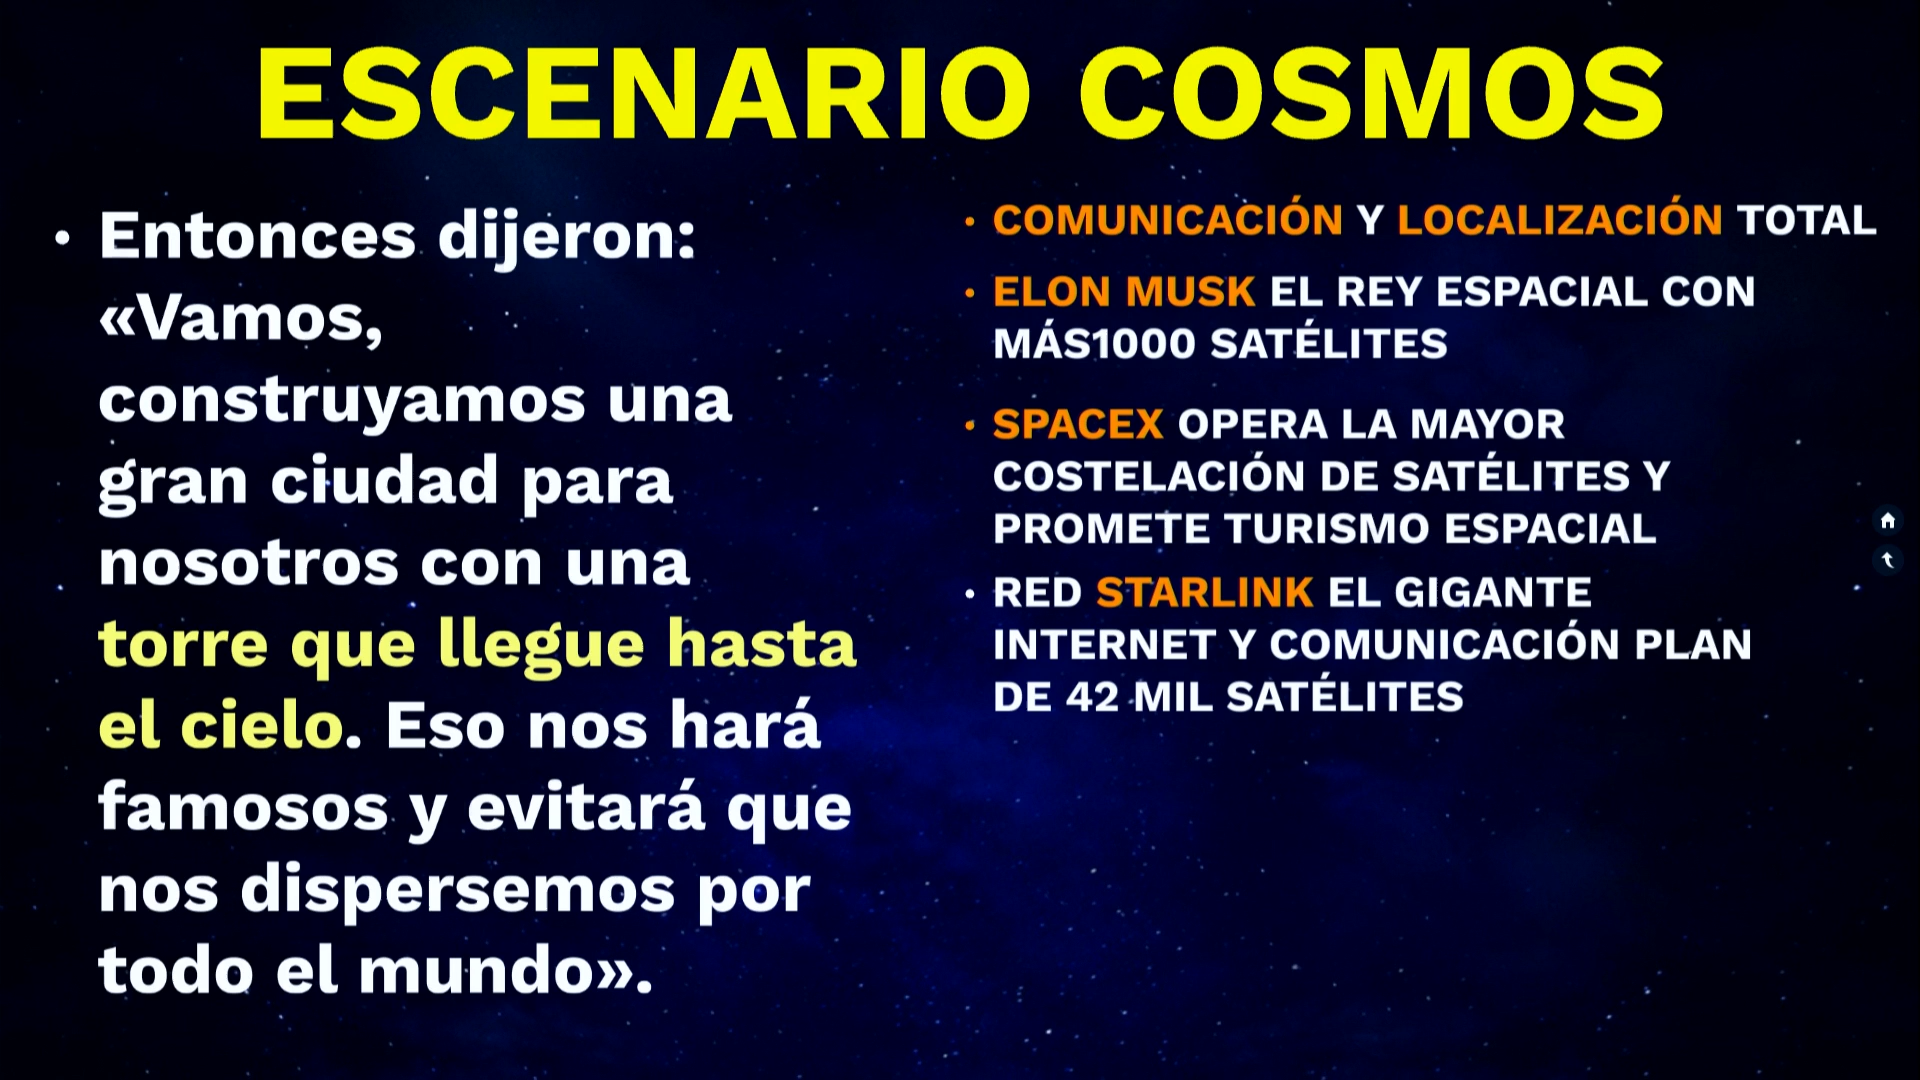 ESCENARIO COSMOS
• Entonces dijeron:
«Vamos,
construyamos una
gran ciudad para
nosotros con una
torre que llegue hasta
el cielo. Eso nos hará
famosos y evitará que
nos dispersemos por
todo el mundo».
• COMUNICACIÓN Y LOCALIZACIÓN TOTAL
• ELON MUSK EL REY ESPACIAL CON
MÁS1000 SATÉLITES
• SPACEX OPERA LA MAYOR
COSTELACIÓN DE SATÉLITES Y
PROMETE TURISMO ESPACIAL
• RED STARLINK EL GIGANTE
INTERNET Y COMUNICACIÓN PLAN
DE 42 MIL SATÉLITES